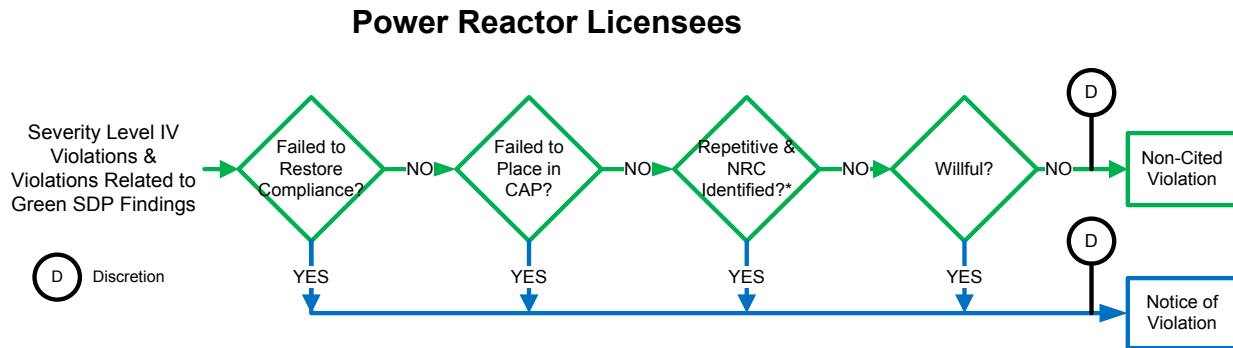 Power Reactor Licensees
Severity Level IV
Violations &
Violations Related to
Green SDP Findings
Failed to
Restore
Compliance?
NO
Failed to
Place in
CAP?
NO
Repetitive &
NRC
Identified?*
NO
Willful?
NO
D
Non-Cited
Violation
YES
YES
YES
YES
D
D
Discretion
Notice of
Violation